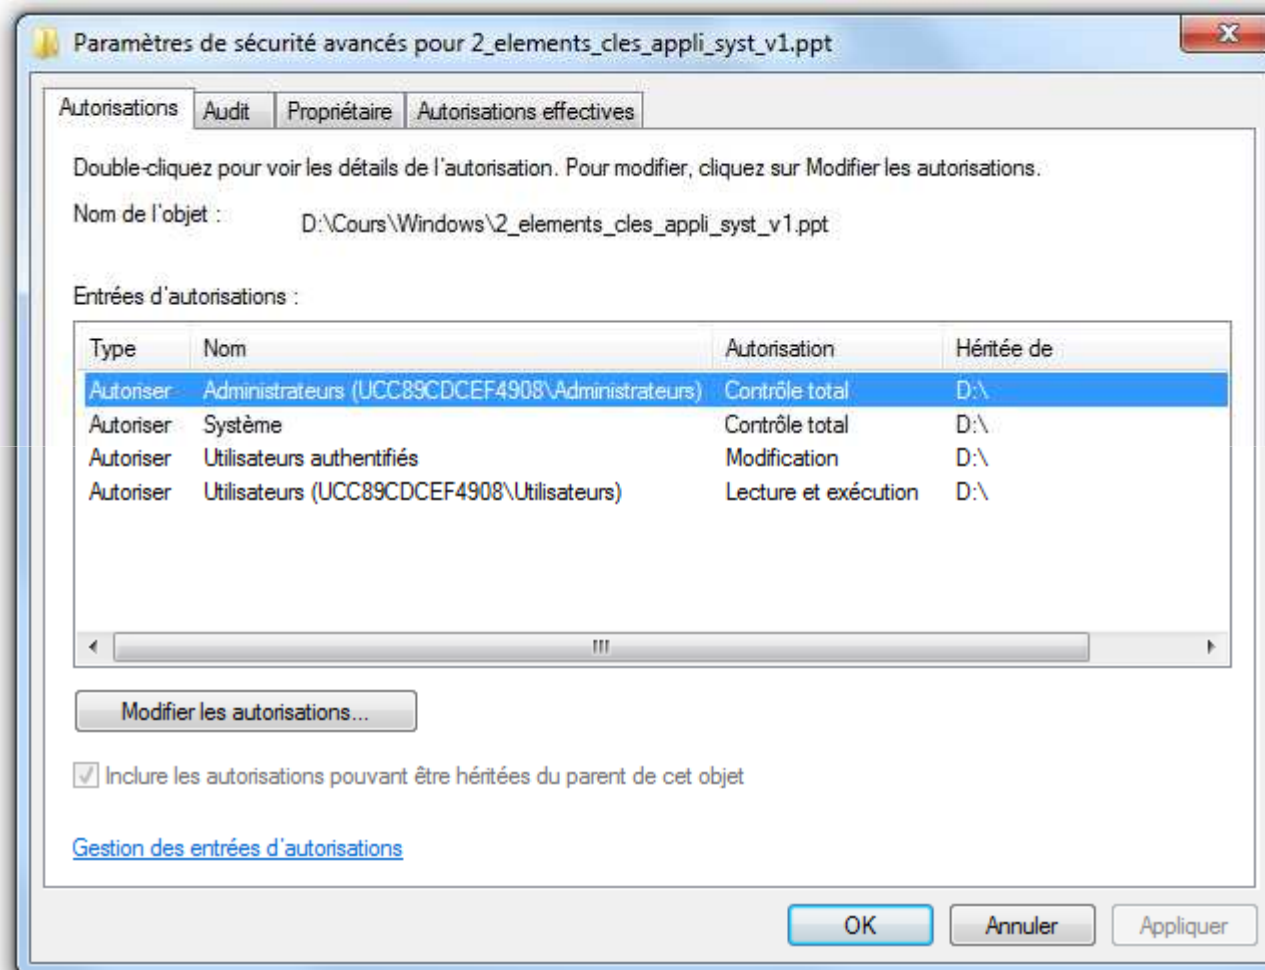 Paramètres de sécurité avancés pour 2_elements_cles_appli_syst_v1.ppt
Autorisations Audit Propriétaire Autorisations effectives
Double-cliquez pour voir les détails de l'autorisation. Pour modifier, cliquez sur Modifier les autorisations.
Nom de l'objet : D:\Cours\Windows\2_elements_cles_appli_syst_v1.ppt
Entrées d'autorisations :
Type Nom Autorisation Héritée de
Autoriser Administrateurs (UCC89CDCEF4908\Administrateurs) Contrôle total D:\
Autoriser Système Contrôle total D:\
Autoriser Utilisateurs authentifiés Modification D:\
Autoriser Utilisateurs (UCC89CDCEF4908\Utilisateurs) Lecture et exécution D:\
Modifier les autorisations...
Inclure les autorisations pouvant être héritées du parent de cet objet
Gestion des entrées d'autorisations
OK Annuler Appliquer